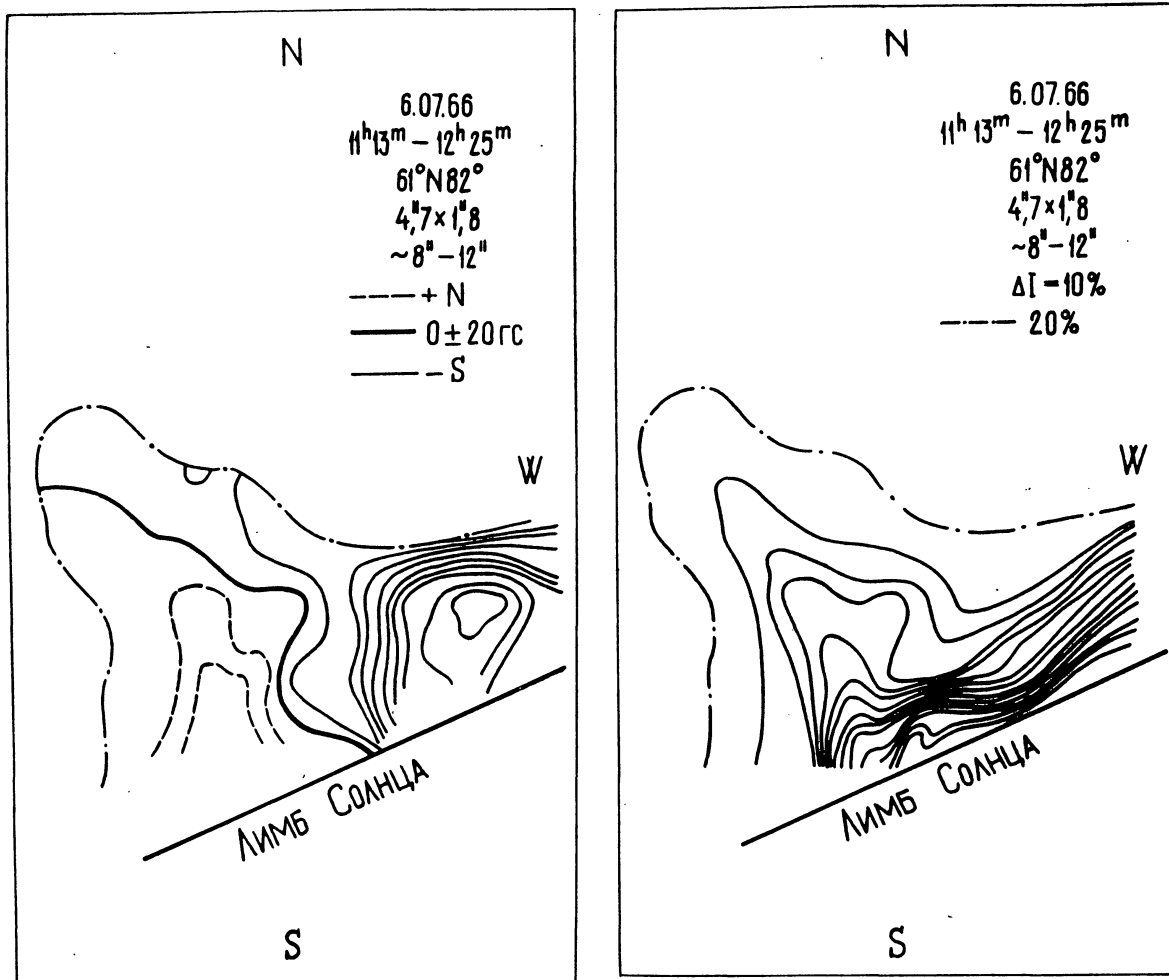 N
6.07.66
11ʰ13ᵐ – 12ʰ25ᵐ
61°N82°
4",7 × 1",8
~8" – 12"
+ N
0 ± 20 гс
– S
W
Лимб Солнца
S
N
6.07.66
11ʰ13ᵐ – 12ʰ25ᵐ
61°N82°
4",7 × 1",8
~8" – 12"
ΔI = 10%
20%
W
Лимб Солнца
S